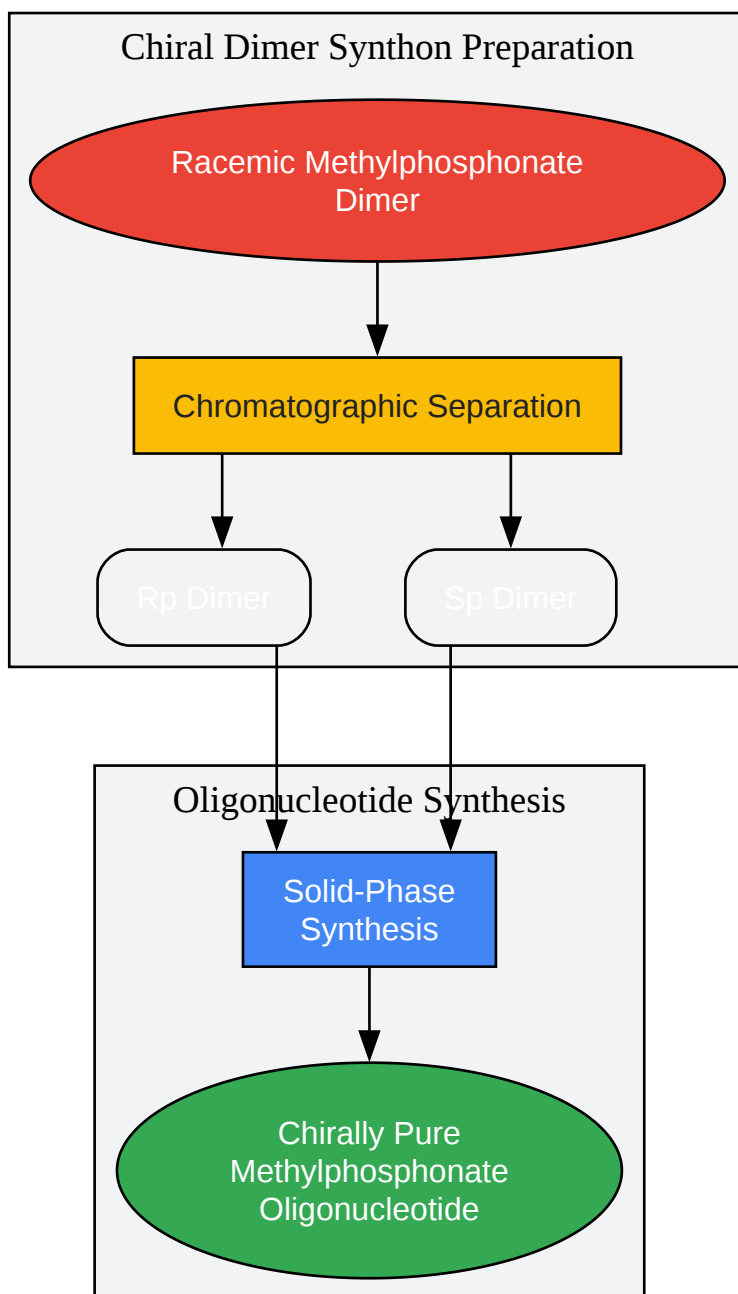 Chiral Dimer Synthon Preparation
Racemic Methylphosphonate
Dimer
Chromatographic Separation
Rp Dimer
Sp Dimer
Oligonucleotide Synthesis
Solid-Phase
Synthesis
Chirally Pure
Methylphosphonate
Oligonucleotide